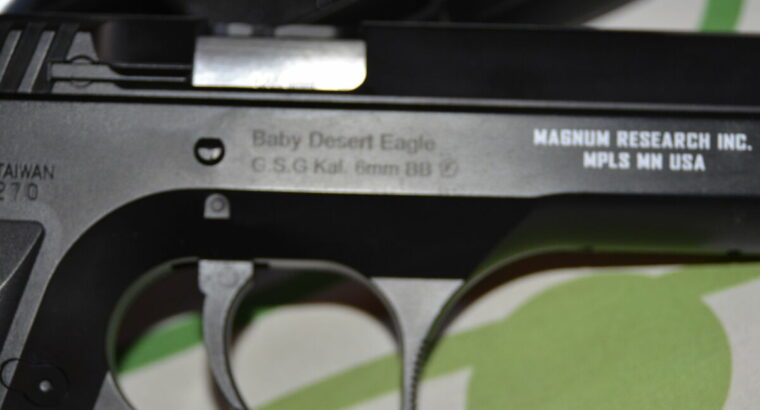 Baby Desert Eagle
G.S.G Kal. 6mm BB
MAGNUM RESEARCH INC.
MPLS MN USA
TAIWAN
270